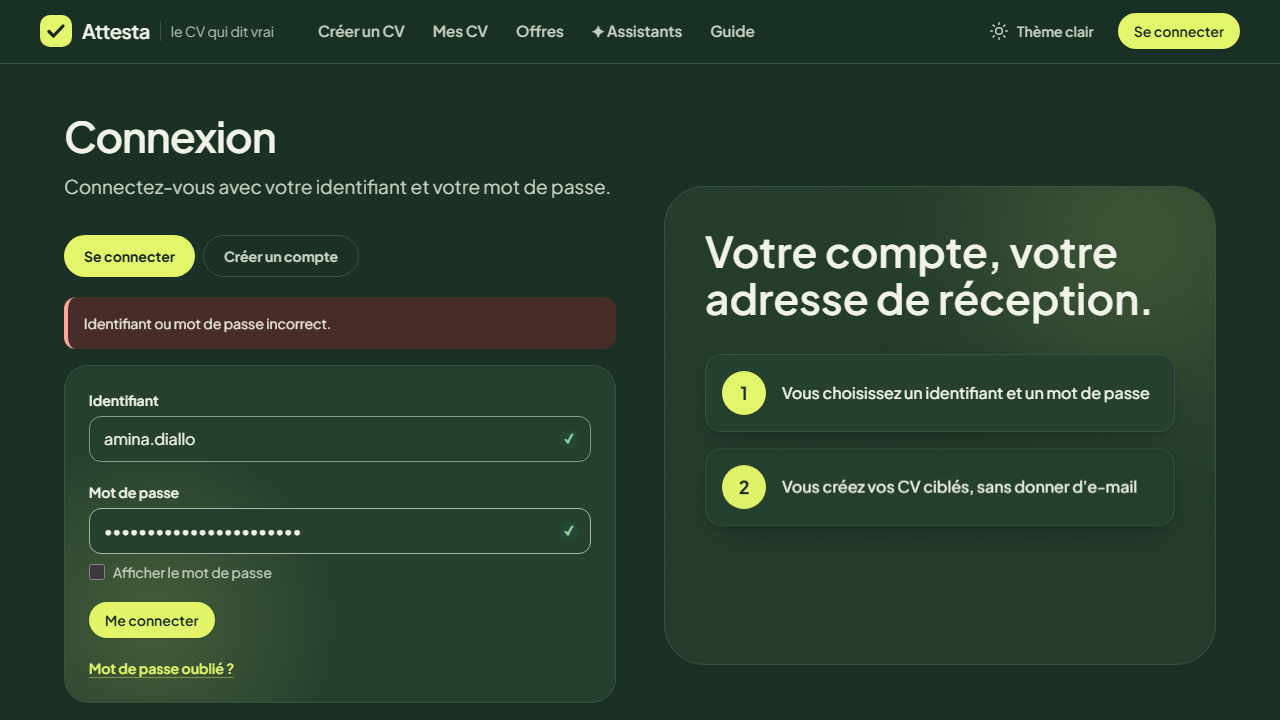 Attesta
le CV qui dit vrai
Créer un CV
Mes CV
Offres
✦ Assistants
Guide
Thème clair
Se connecter
Connexion
Connectez-vous avec votre identifiant et votre mot de passe.
Se connecter
Créer un compte
Identifiant ou mot de passe incorrect.
Identifiant
amina.diallo
Mot de passe
••••••••••••••••••••••
Afficher le mot de passe
Me connecter
Mot de passe oublié ?
Votre compte, votre
adresse de réception.
1
Vous choisissez un identifiant et un mot de passe
2
Vous créez vos CV ciblés, sans donner d'e-mail